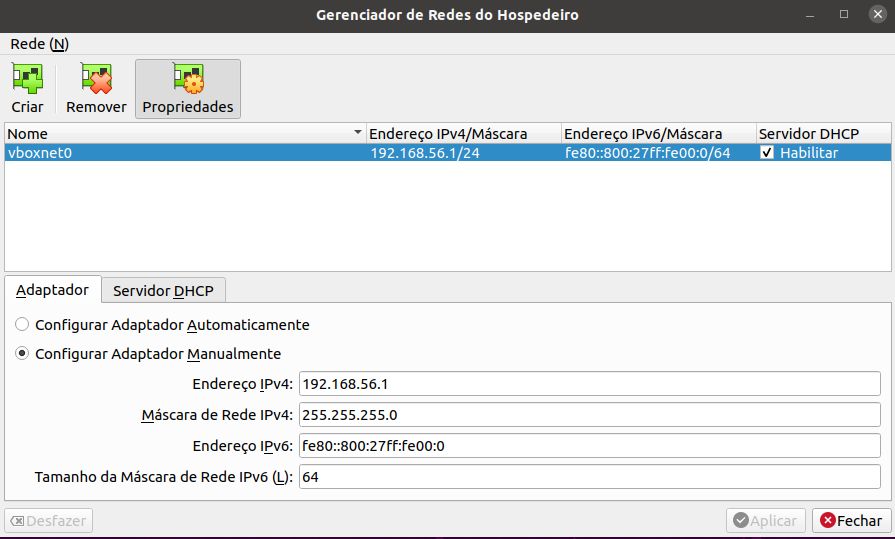 Gerenciador de Redes do Hospedeiro
Rede (N)
Criar Remover Propriedades
Nome Endereço IPv4/Máscara Endereço IPv6/Máscara Servidor DHCP
vboxnet0 192.168.56.1/24 fe80::800:27ff:fe00:0/64 Habilitar
Adaptador Servidor DHCP
Configurar Adaptador Automaticamente
Configurar Adaptador Manualmente
Endereço IPv4: 192.168.56.1
Máscara de Rede IPv4: 255.255.255.0
Endereço IPv6: fe80::800:27ff:fe00:0
Tamanho da Máscara de Rede IPv6 (L): 64
Desfazer Aplicar Fechar